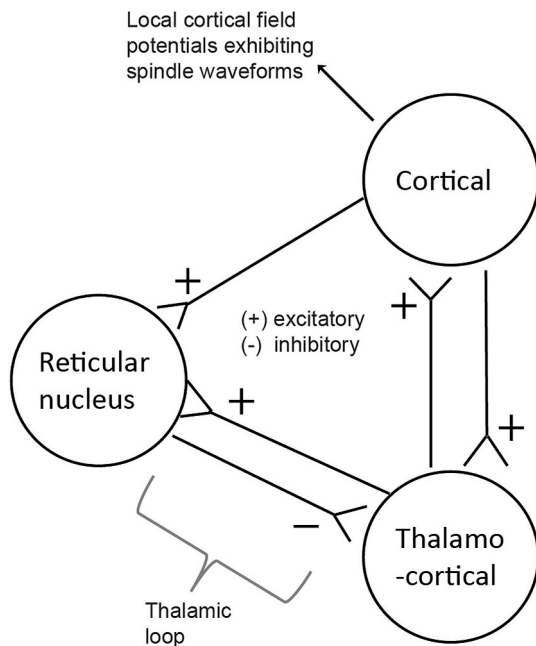 Local cortical field
potentials exhibiting
spindle waveforms
Cortical
+
(+) excitatory
(-) inhibitory
+
Reticular
nucleus
+
+
-
Thalamo
-cortical
Thalamic
loop